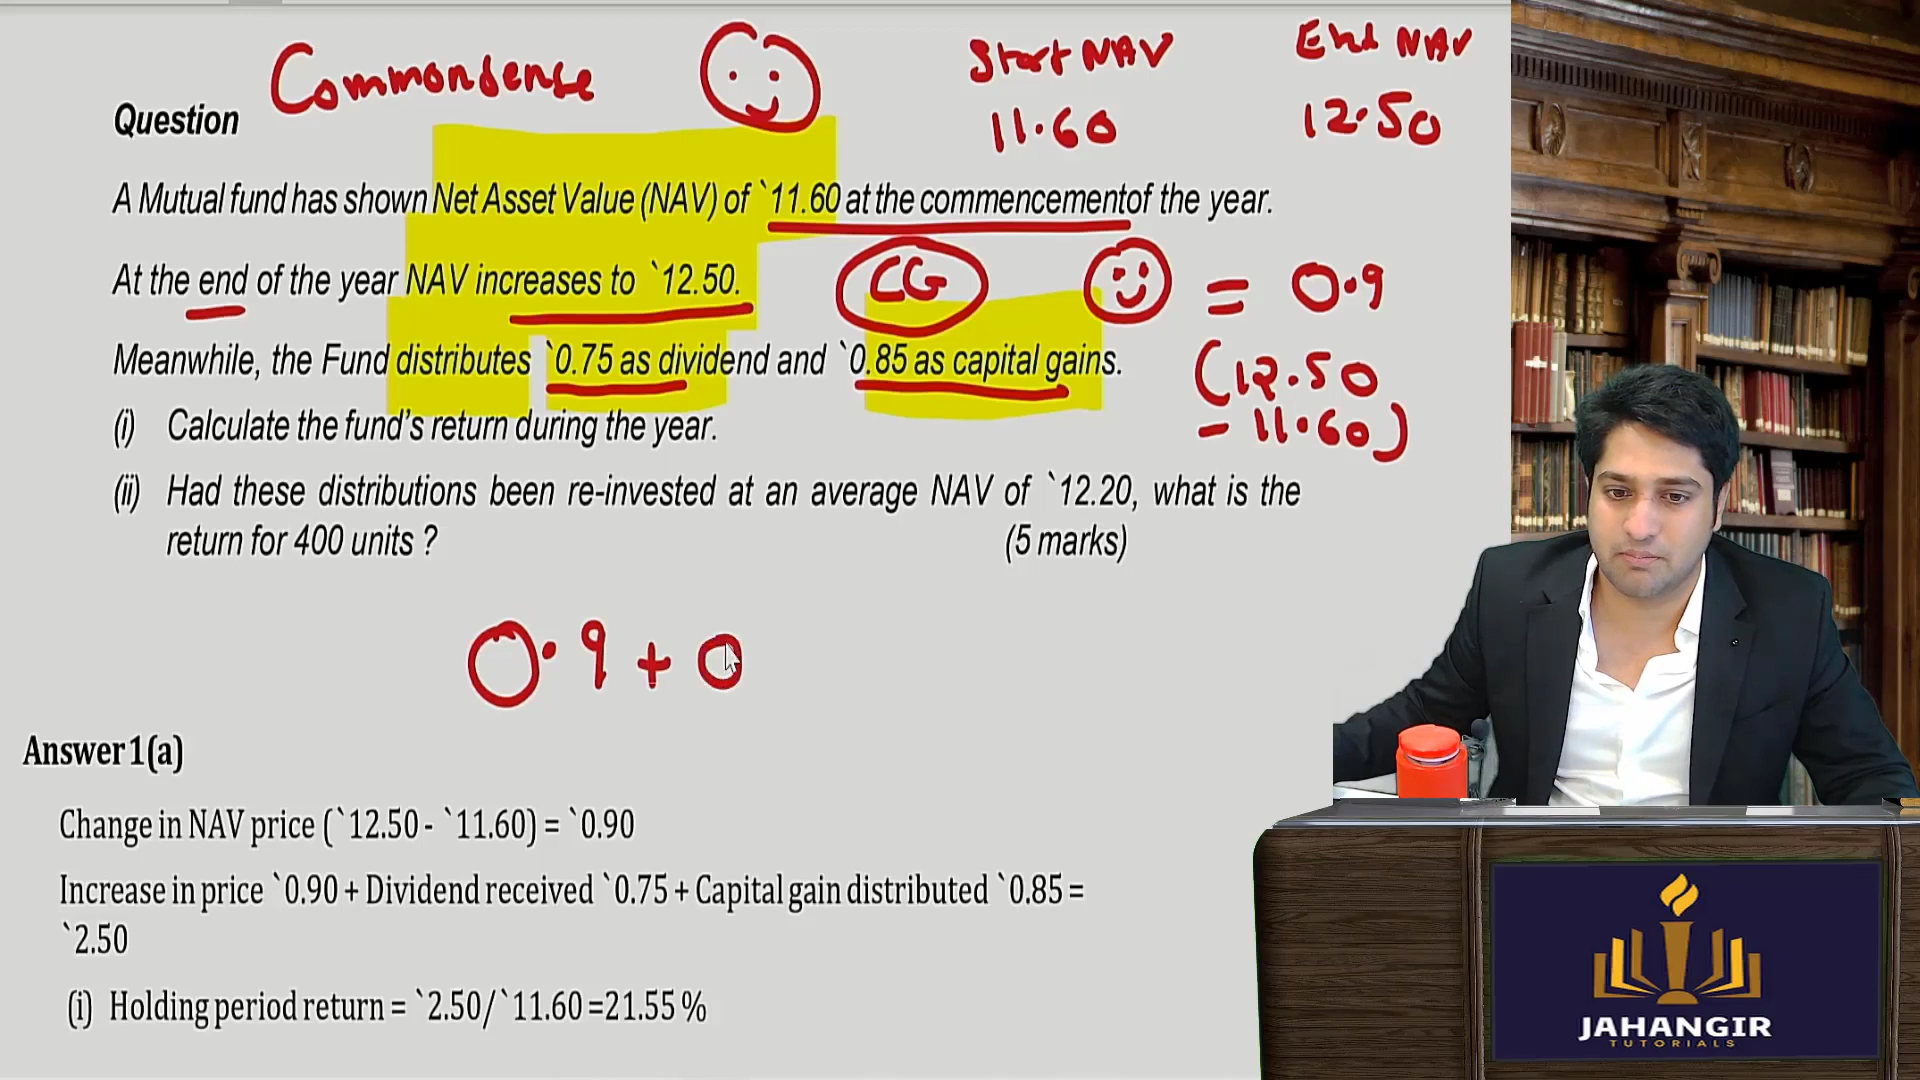 Commondense
Start NAV
End NAV
11.60
12.50
Question
A Mutual fund has shown Net Asset Value (NAV) of `11.60 at the commencementof the year.
At the end of the year NAV increases to `12.50.
CG
= 0.9
Meanwhile, the Fund distributes `0.75 as dividend and `0.85 as capital gains.
(12.50
- 11.60)
(i) Calculate the fund's return during the year.
(ii) Had these distributions been re-invested at an average NAV of `12.20, what is the
return for 400 units ? (5 marks)
0.9 + 0
Answer 1(a)
Change in NAV price (`12.50 - `11.60) = `0.90
Increase in price `0.90 + Dividend received `0.75 + Capital gain distributed `0.85 =
`2.50
(i) Holding period return = `2.50/`11.60 =21.55 %
JAHANGIR
TUTORIALS